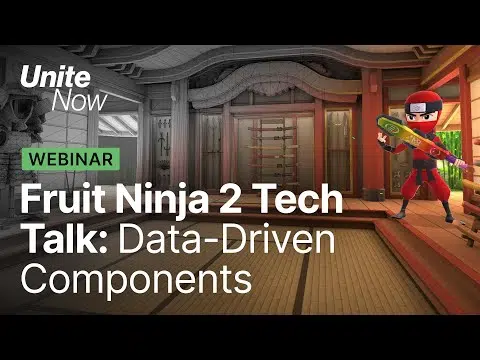 Unite
Now
WEBINAR
Fruit Ninja 2 Tech
Talk: Data-Driven
Components